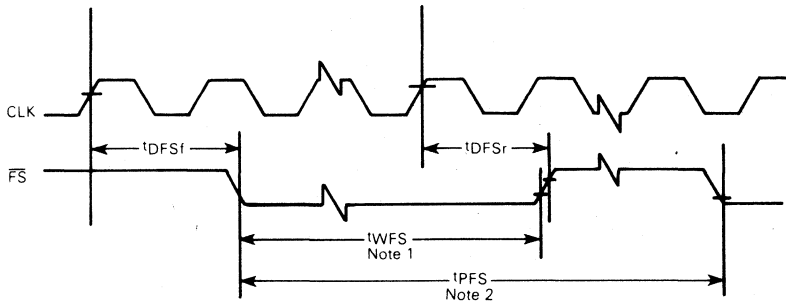 CLK
tDFSf
tDFSr
FS
tWFS
Note 1
tPFS
Note 2